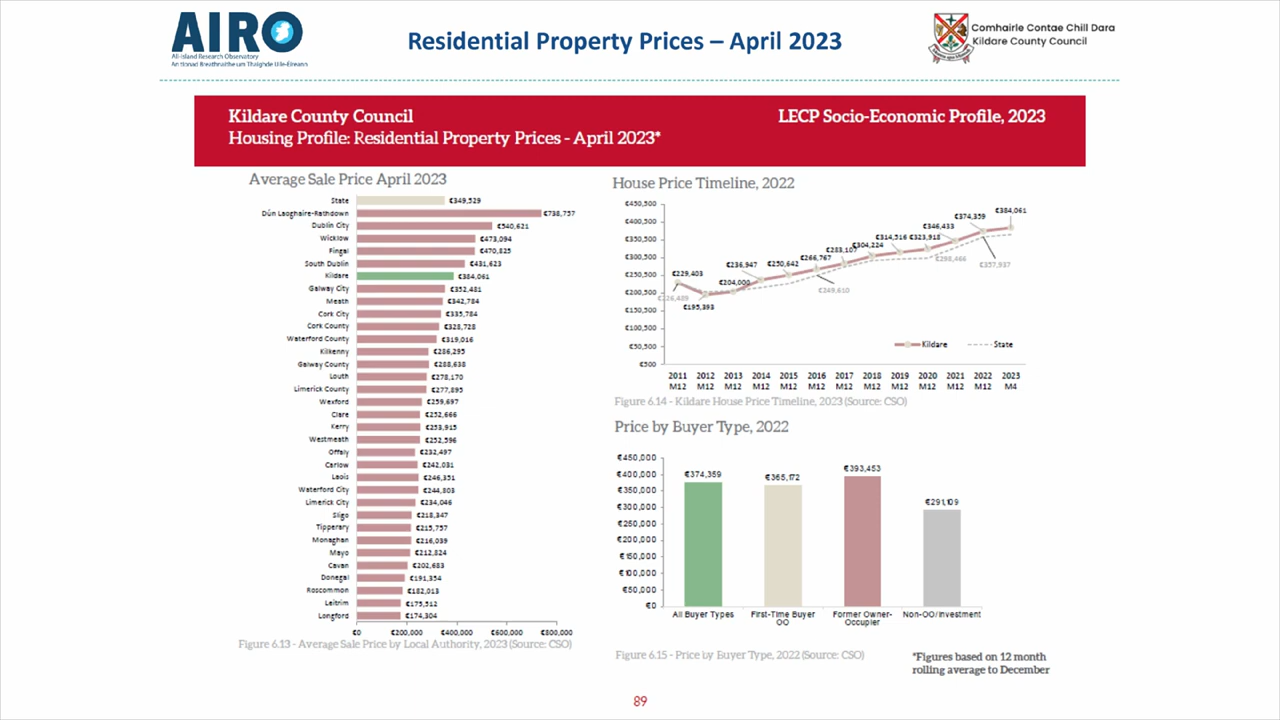 AIRO
All-Island Research Observatory
An tIonad Breathnaithe um Thaighde Uile-Éireann
Residential Property Prices – April 2023
Comhairle Contae Chill Dara
Kildare County Council
Kildare County Council
LECP Socio-Economic Profile, 2023
Housing Profile: Residential Property Prices - April 2023*
Average Sale Price April 2023
State €349,529
Dún Laoghaire-Rathdown €738,757
Dublin City €540,621
Wicklow €473,094
Fingal €470,825
South Dublin €431,623
Kildare €384,061
Galway City €352,481
Meath €342,784
Cork City €335,784
Cork County €328,728
Waterford County €319,016
Kilkenny €286,295
Galway County €288,638
Louth €278,170
Limerick County €277,895
Wexford €259,697
Clare €252,666
Kerry €253,915
Westmeath €252,596
Offaly €232,497
Carlow €242,031
Laois €246,351
Waterford City €244,803
Limerick City €234,046
Sligo €218,347
Tipperary €215,757
Monaghan €216,039
Mayo €212,824
Cavan €202,683
Donegal €191,354
Roscommon €182,013
Leitrim €175,512
Longford €174,304
€0 €200,000 €400,000 €600,000 €800,000
Figure 6.13 - Average Sale Price by Local Authority, 2023 (Source: CSO)
House Price Timeline, 2022
€450,500
€400,500
€350,500
€300,500
€250,500
€200,500
€150,500
€100,500
€50,500
€500
€229,403
€226,489
€195,393
€204,000
€236,947
€250,642
€266,767
€249,610
€283,107
€304,224
€314,516
€323,918
€346,433
€298,466
€374,359
€357,937
€384,061
Kildare State
2011 2012 2013 2014 2015 2016 2017 2018 2019 2020 2021 2022 2023
M12 M12 M12 M12 M12 M12 M12 M12 M12 M12 M12 M12 M4
Figure 6.14 - Kildare House Price Timeline, 2023 (Source: CSO)
Price by Buyer Type, 2022
€450,000
€400,000
€350,000
€300,000
€250,000
€200,000
€150,000
€100,000
€50,000
€0
€374,359
€365,172
€393,453
€291,109
All Buyer Types
First-Time Buyer
OO
Former Owner-
Occupier
Non-OO/Investment
Figure 6.15 - Price by Buyer Type, 2022 (Source: CSO)
*Figures based on 12 month
rolling average to December
89